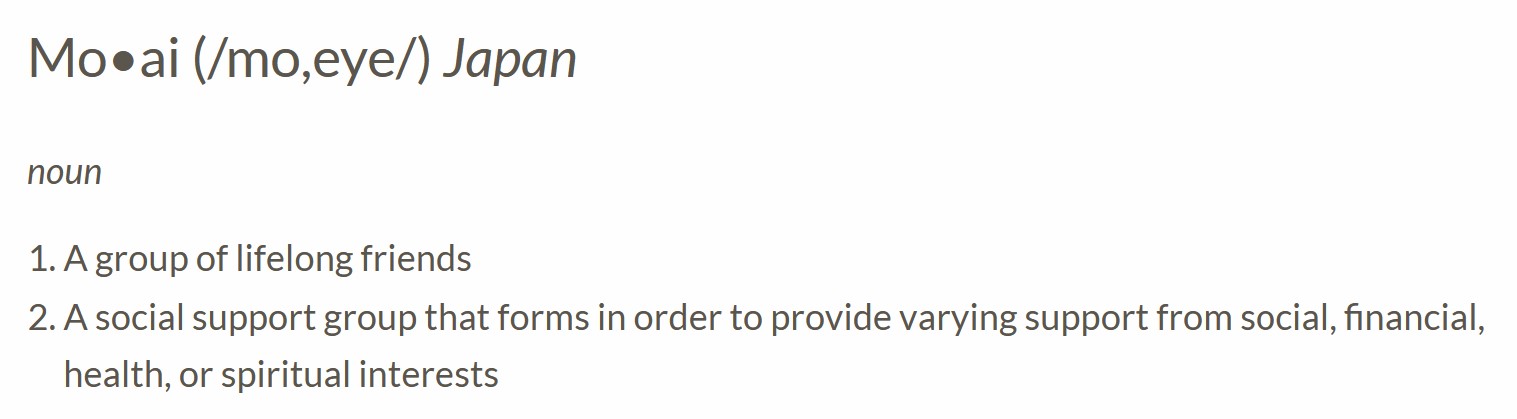 Mo●ai (/mo,eye/) Japan
noun
1. A group of lifelong friends
2. A social support group that forms in order to provide varying support from social, financial,
health, or spiritual interests